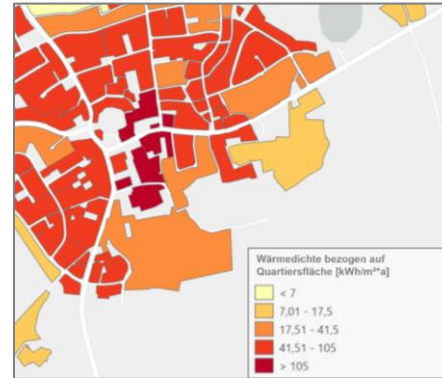 Wärmedichte bezogen auf
Quartiersfläche [kWh/m²*a]
< 7
7,01 - 17,5
17,51 - 41,5
41,51 - 105
> 105